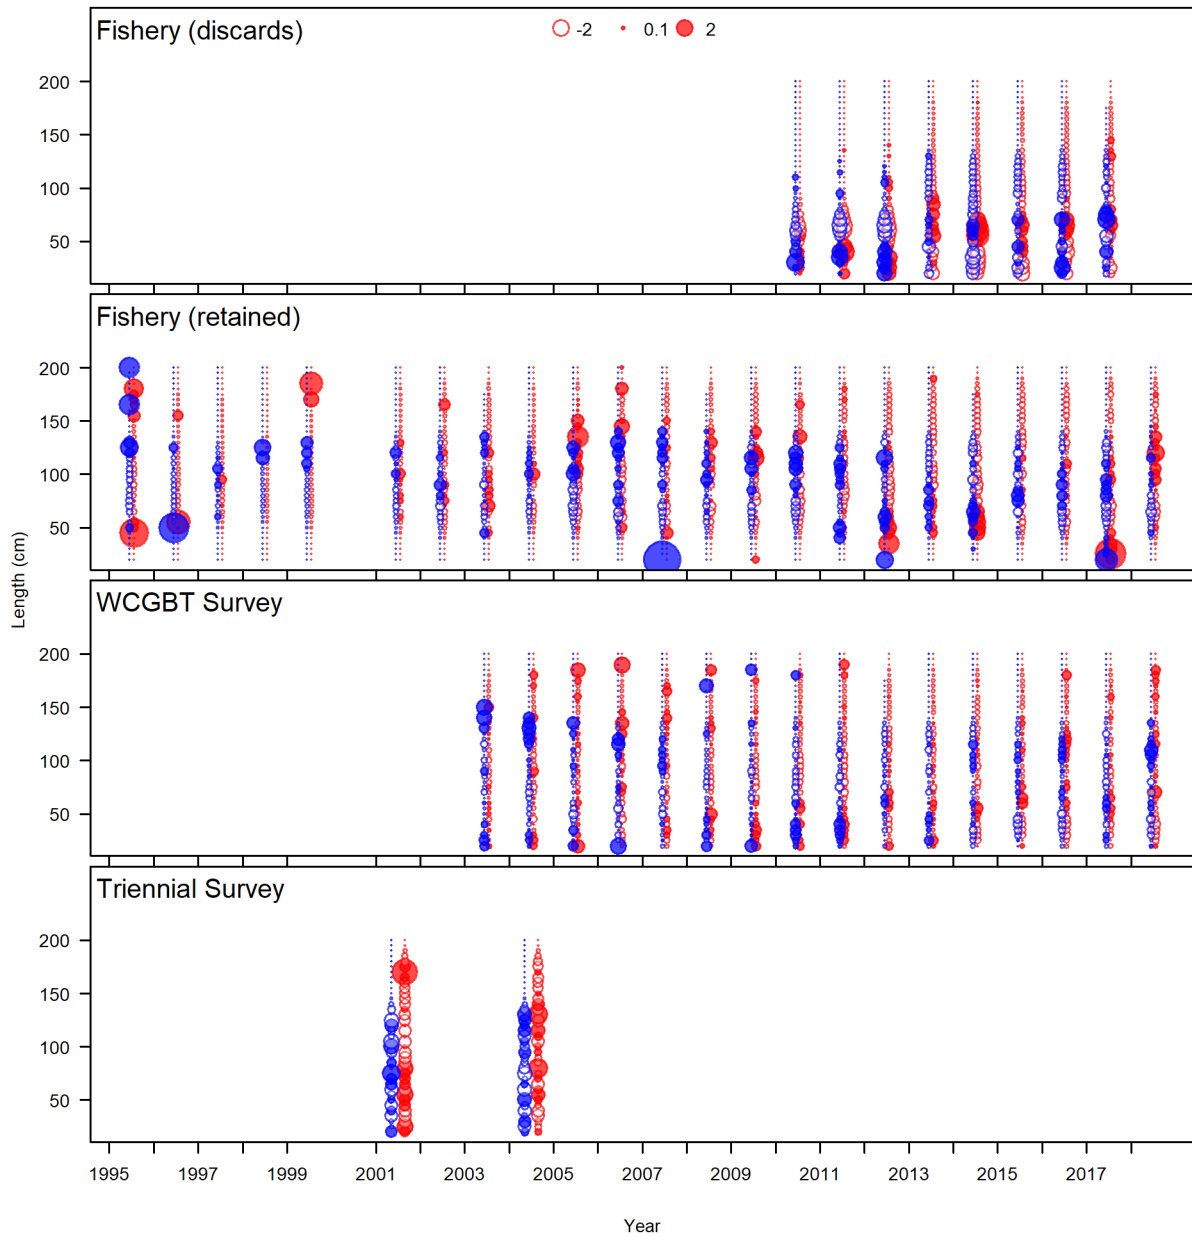 Fishery (discards)
-2 0.1 2
200
150
100
50
Fishery (retained)
200
150
100
50
WCGBT Survey
200
150
100
50
Triennial Survey
200
150
100
50
Length (cm)
1995 1997 1999 2001 2003 2005 2007 2009 2011 2013 2015 2017
Year